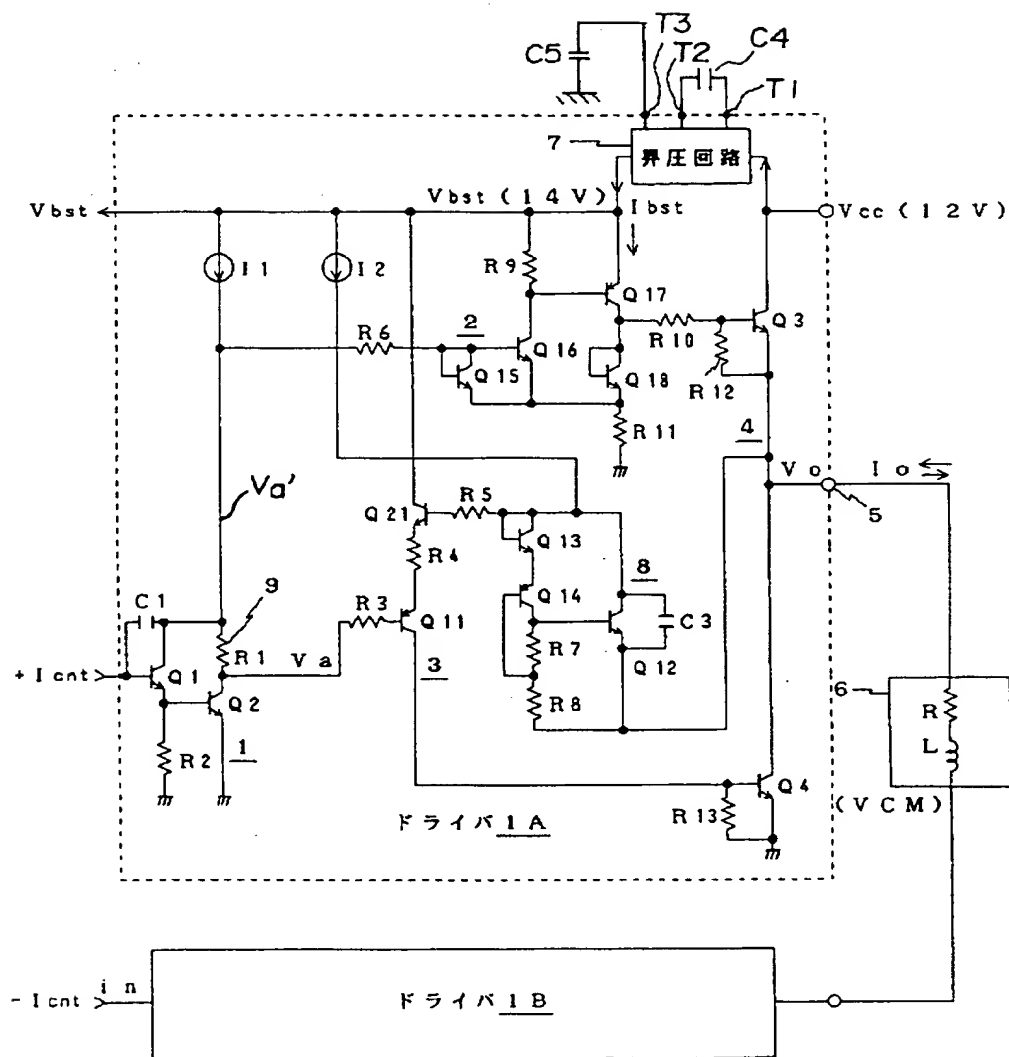 T3
T2
C4
C5
T1
7
昇圧回路
Vbst
Vbst(14V)
Ibst
Vcc(12V)
I1
I2
R9
Q17
R6
2
Q16
R10
Q3
Q15
Q18
R12
R11
4
Va'
Vo
Io
5
R5
Q21
Q13
8
R4
Q14
C3
9
C1
R3
Q11
R7
Q12
R1
Va
+Icnt
Q1
3
6
R
Q2
R8
L
R2
1
Q4
(VCM)
R13
ドライバ1A
-Icnt
in
ドライバ1B